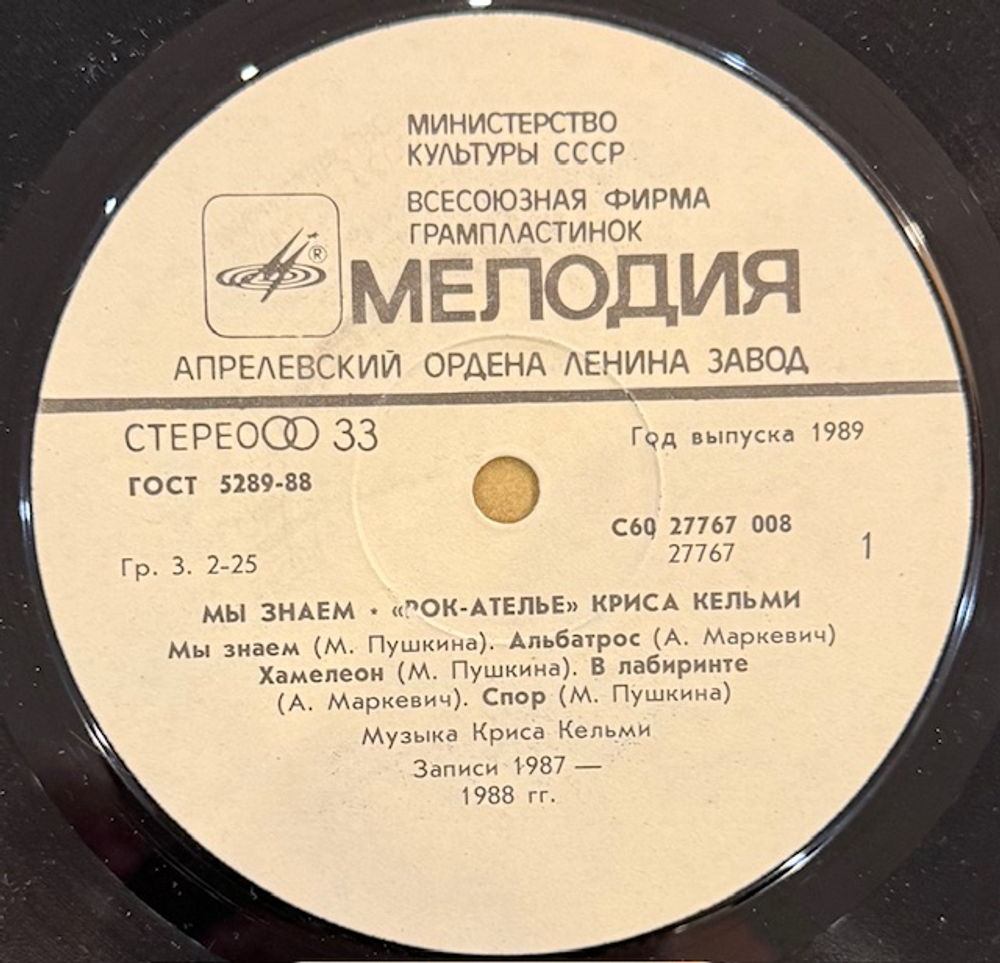 МИНИСТЕРСТВО
КУЛЬТУРЫ СССР
ВСЕСОЮЗНАЯ ФИРМА
ГРАМПЛАСТИНОК
®
МЕЛОДИЯ
АПРЕЛЕВСКИЙ ОРДЕНА ЛЕНИНА ЗАВОД
СТЕРЕО 33
Год выпуска 1989
ГОСТ 5289-88
С60 27767 008
27767
1
Гр. 3. 2-25
МЫ ЗНАЕМ • «РОК-АТЕЛЬЕ» КРИСА КЕЛЬМИ
Мы знаем (М. Пушкина). Альбатрос (А. Маркевич)
Хамелеон (М. Пушкина). В лабиринте
(А. Маркевич). Спор (М. Пушкина)
Музыка Криса Кельми
Записи 1987 —
1988 гг.